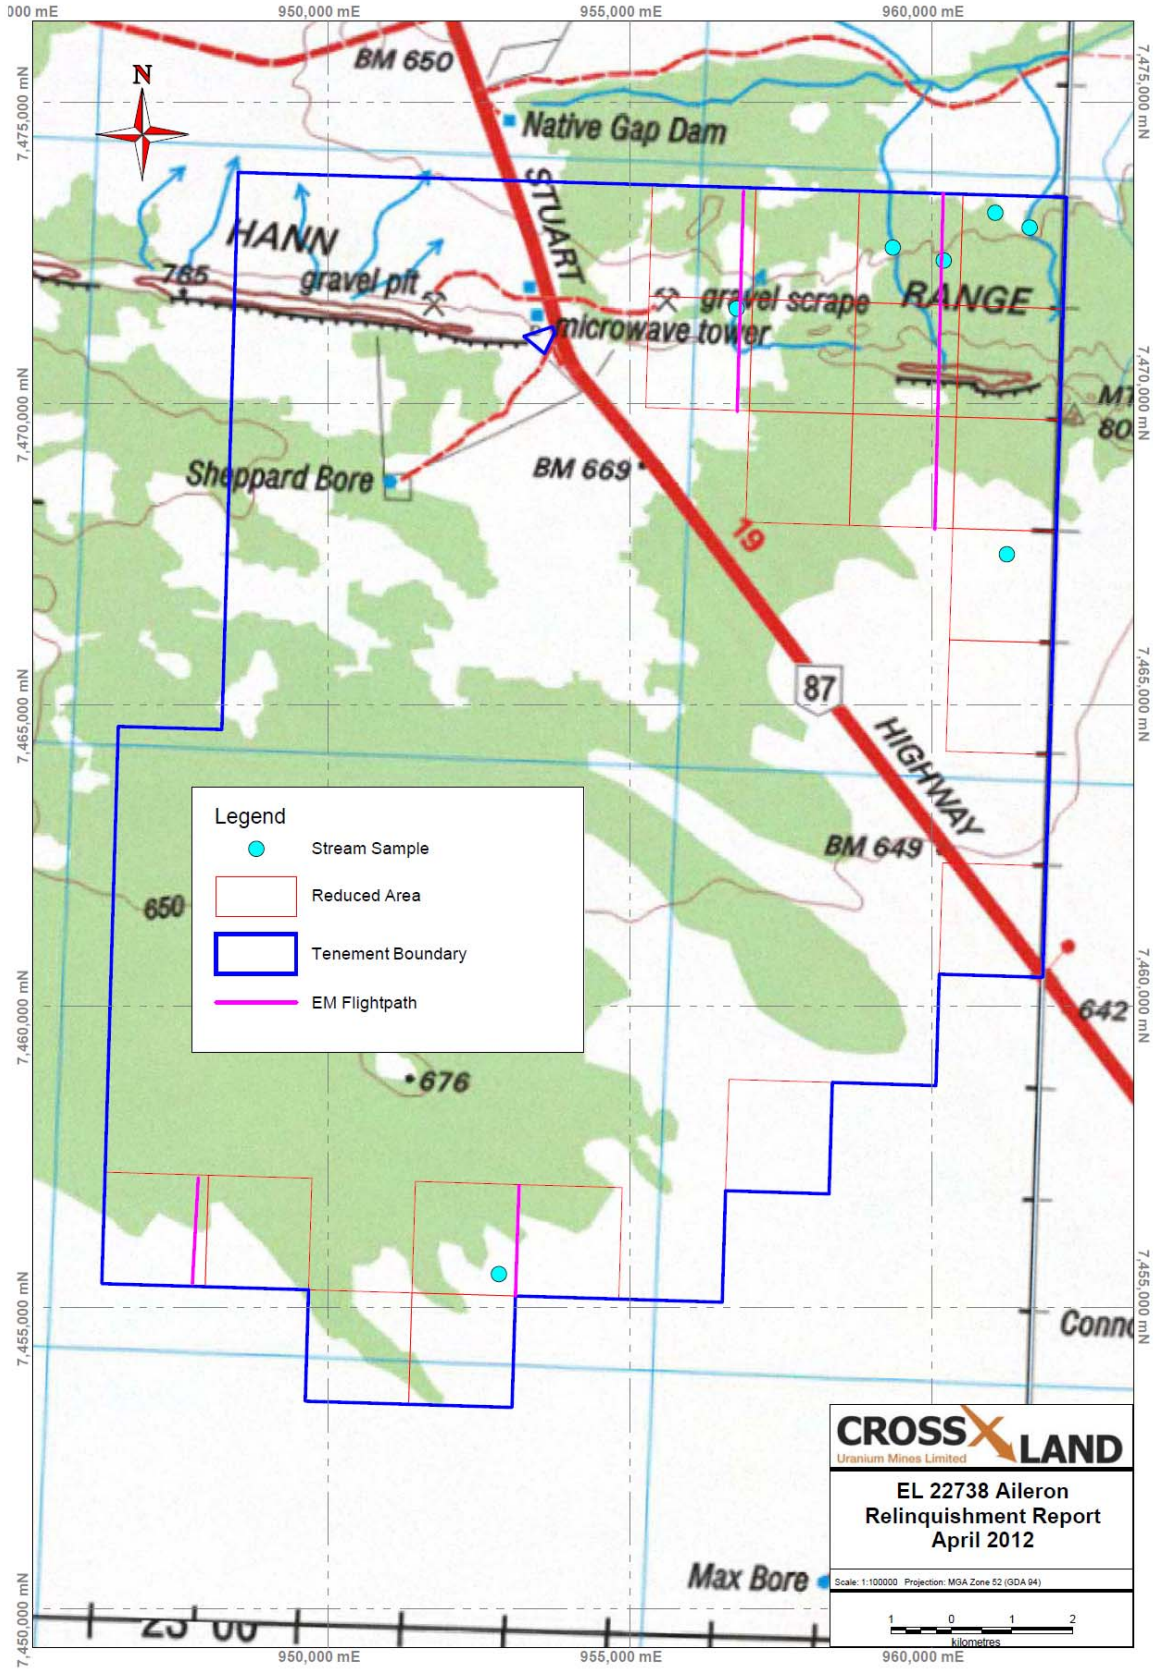 000 mE 950,000 mE 955,000 mE 960,000 mE
BM 650
N
7,475,000 mN
7,475,000 mN
Native Gap Dam
STUART
HANN
765
gravel pit
gravel scrape
RANGE
microwave tower
7,470,000 mN
7,470,000 mN
MT
80
Sheppard Bore
BM 669
19
87
7,465,000 mN
7,465,000 mN
HIGHWAY
Legend
Stream Sample
Reduced Area
Tenement Boundary
EM Flightpath
BM 649
650
7,460,000 mN
7,460,000 mN
642
676
7,455,000 mN
7,455,000 mN
Conno
CROSS X LAND
Uranium Mines Limited
EL 22738 Aileron
Relinquishment Report
April 2012
Scale: 1:100000 Projection: MGA Zone 52 (GDA 94)
1 0 1 2
kilometres
Max Bore
7,450,000 mN
950,000 mE 955,000 mE 960,000 mE